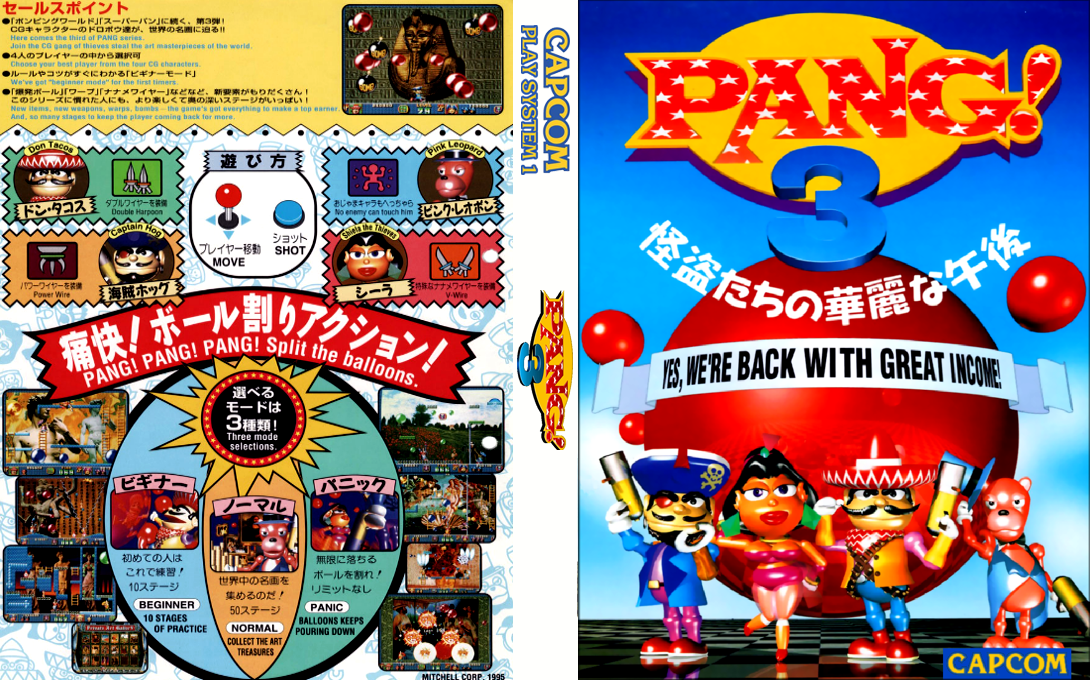 セールスポイント
●「ポンピングワールド」「スーパーパン」に続く、第3弾!
CGキャラクターのドロボウ達が、世界の名画に迫る!!
Here comes the third of PANG series.
Join the CG gang of thieves steal the art masterpieces of the world.
●4人のプレイヤーの中から選択可
Choose your best player from the four CG characters.
●ルールやコツがすぐにわかる「ビギナーモード」
We've got "beginner mode" for the first timers.
●「爆発ボール」「ワープ」「ナナメワイヤー」などなど、新要素がもりだくさん!
このシリーズに慣れた人にも、より楽しくて奥の深いステージがいっぱい!
New items, new weapons, warps, bombs – the game's got everything to make a top earner.
And, so many stages to keep the player coming back for more.
Don Tacos
ドン・タコス
ダブルワイヤーを装備
Double Harpoon
パワーワイヤーを装備
Power Wire
Captain Hog
海賊ホッグ
遊び方
プレイヤー移動
MOVE
ショット
SHOT
おじゃまキャラもへっちゃら
No enemy can touch him
Pink Leopard
ピンク・レオポン
Shiela the Thieves
シーラ
特殊なナナメワイヤーを装備
V-Wire
痛快!ボール割りアクション!
PANG! PANG! PANG! Split the balloons.
選べる
モードは
3種類!
Three mode
selections.
ビギナー
初めての人は
これで練習!
10ステージ
BEGINNER
10 STAGES
OF PRACTICE
ノーマル
世界中の名画を
集めるのだ!
50ステージ
NORMAL
COLLECT THE ART
TREASURES
パニック
無限に落ちる
ボールを割れ!
リミットなし
PANIC
BALLOONS KEEPS
POURING DOWN
MITCHELL CORP. 1995
CAPCOM
PLAY SYSTEM 1
PANG!
3
PANG!
3
怪盗たちの華麗な午後
YES, WE'RE BACK WITH GREAT INCOME!
CAPCOM